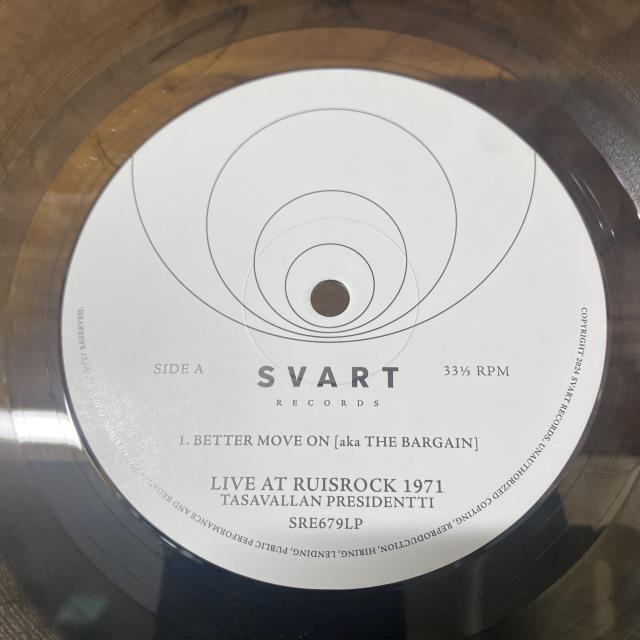 SIDE A
SVART
RECORDS
33⅓ RPM
1. BETTER MOVE ON [aka THE BARGAIN]
LIVE AT RUISROCK 1971
TASAVALLAN PRESIDENTTI
SRE679LP
COPYRIGHT 2024 SVART RECORDS. UNAUTHORIZED COPYING, REPRODUCTION, HIRING, LENDING, PUBLIC PERFORMANCE AND RESERVED.